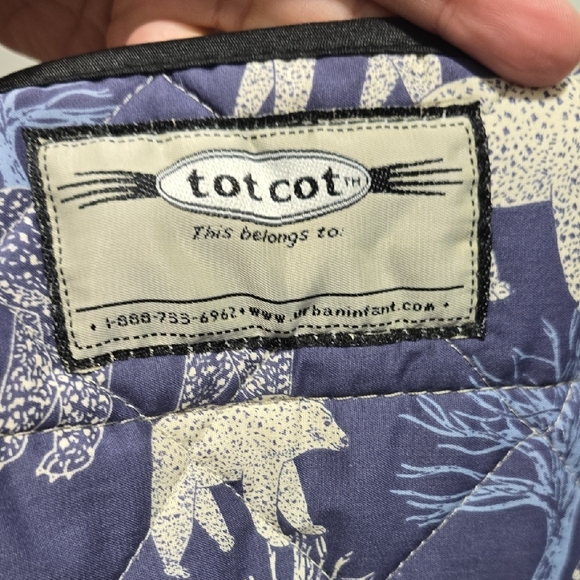 totcot™
This belongs to:
• 1-888-733-6962 • www.urbaninfant.com •